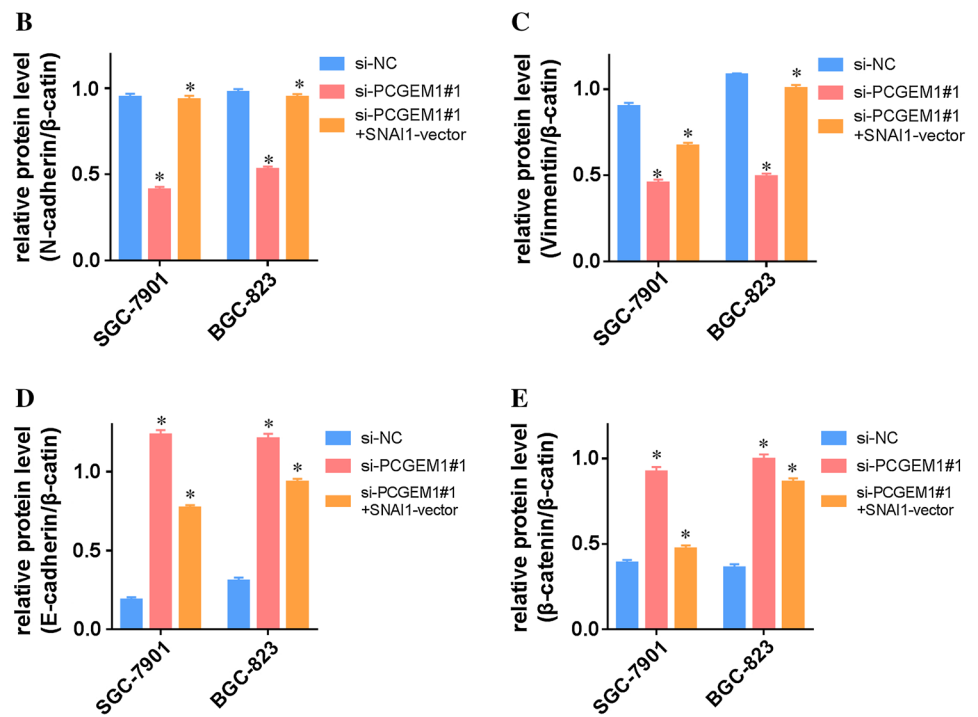 B
relative protein level
(N-cadherin/β-catin)
1.0
0.5
0.0
* * * *
SGC-7901
BGC-823
si-NC
si-PCGEM1#1
si-PCGEM1#1
+SNAI1-vector
C
relative protein level
(Vinmentin/β-catin)
1.0
0.5
0.0
* * * *
SGC-7901
BGC-823
si-NC
si-PCGEM1#1
si-PCGEM1#1
+SNAI1-vector
D
relative protein level
(E-cadherin/β-catin)
1.0
0.5
0.0
* * * *
SGC-7901
BGC-823
si-NC
si-PCGEM1#1
si-PCGEM1#1
+SNAI1-vector
E
relative protein level
(β-catenin/β-catin)
1.0
0.5
0.0
* * * *
SGC-7901
BGC-823
si-NC
si-PCGEM1#1
si-PCGEM1#1
+SNAI1-vector